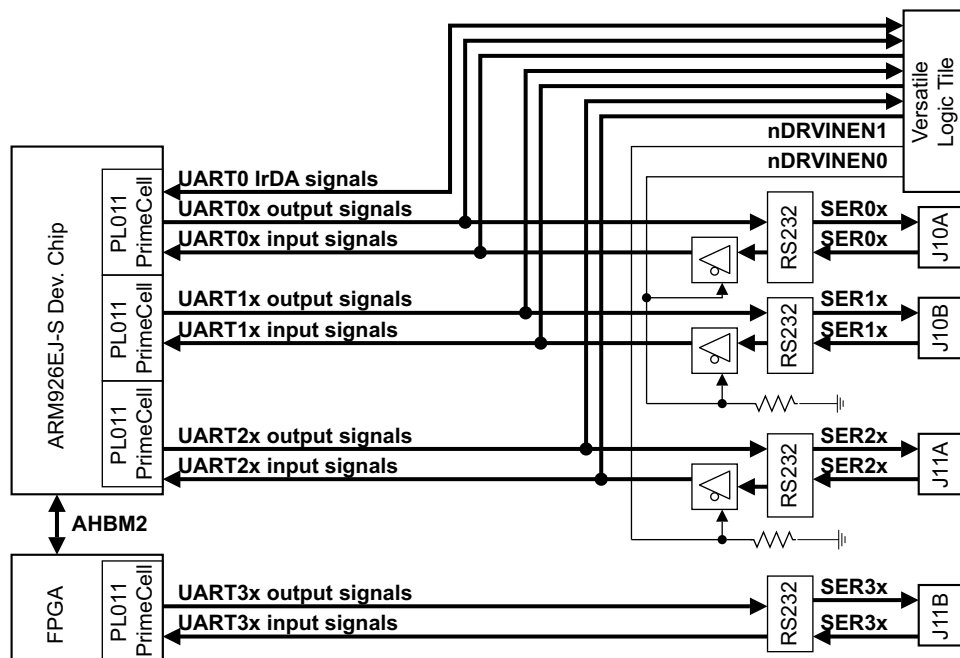 Versatile
Logic Tile
nDRVINEN1
nDRVINEN0
ARM926EJ-S Dev. Chip
PL011
PrimeCell
UART0 IrDA signals
UART0x output signals
UART0x input signals
RS232
SER0x
SER0x
J10A
PL011
PrimeCell
UART1x output signals
UART1x input signals
RS232
SER1x
SER1x
J10B
PL011
PrimeCell
UART2x output signals
UART2x input signals
RS232
SER2x
SER2x
J11A
AHBM2
FPGA
PL011
PrimeCell
UART3x output signals
UART3x input signals
RS232
SER3x
SER3x
J11B